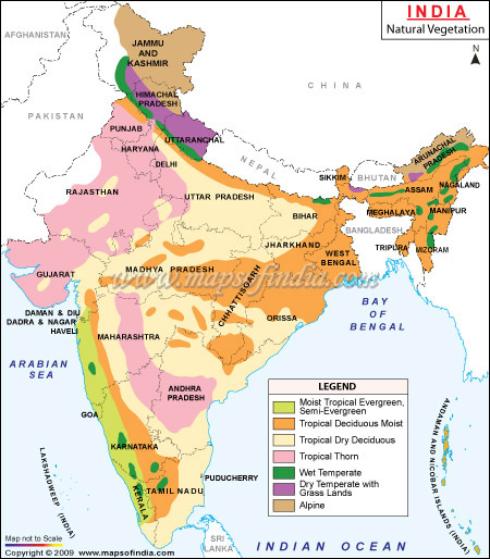 INDIA
Natural Vegetation
N
AFGHANISTAN
JAMMU
AND
KASHMIR
CHINA
HIMACHAL
PRADESH
PAKISTAN
PUNJAB
UTTARANCHAL
HARYANA
DELHI
NEPAL
SIKKIM
BHUTAN
ARUNACHAL
PRADESH
RAJASTHAN
UTTAR PRADESH
ASSAM
NAGALAND
BIHAR
MEGHALAYA
MANIPUR
BANGLADESH
JHARKHAND
TRIPURA
MIZORAM
WEST
BENGAL
GUJARAT
MADHYA PRADESH
CHHATTISGARH
www.mapsofindia.com
DAMAN & DIU
DADRA & NAGAR
HAVELI
ORISSA
BAY
OF
BENGAL
MAHARASHTRA
ARABIAN
SEA
ANDHRA
PRADESH
GOA
KARNATAKA
LAKSHADWEEP (INDIA)
KERALA
TAMIL NADU
PUDUCHERRY
SRI
LANKA
INDIAN OCEAN
ANDAMAN AND NICOBAR ISLANDS (INDIA)
LEGEND
Moist Tropical Evergreen,
Semi-Evergreen
Tropical Deciduous Moist
Tropical Dry Deciduous
Tropical Thorn
Wet Temperate
Dry Temperate with
Grass Lands
Alpine
Map not to Scale
Copyright © 2009 www.mapsofindia.com